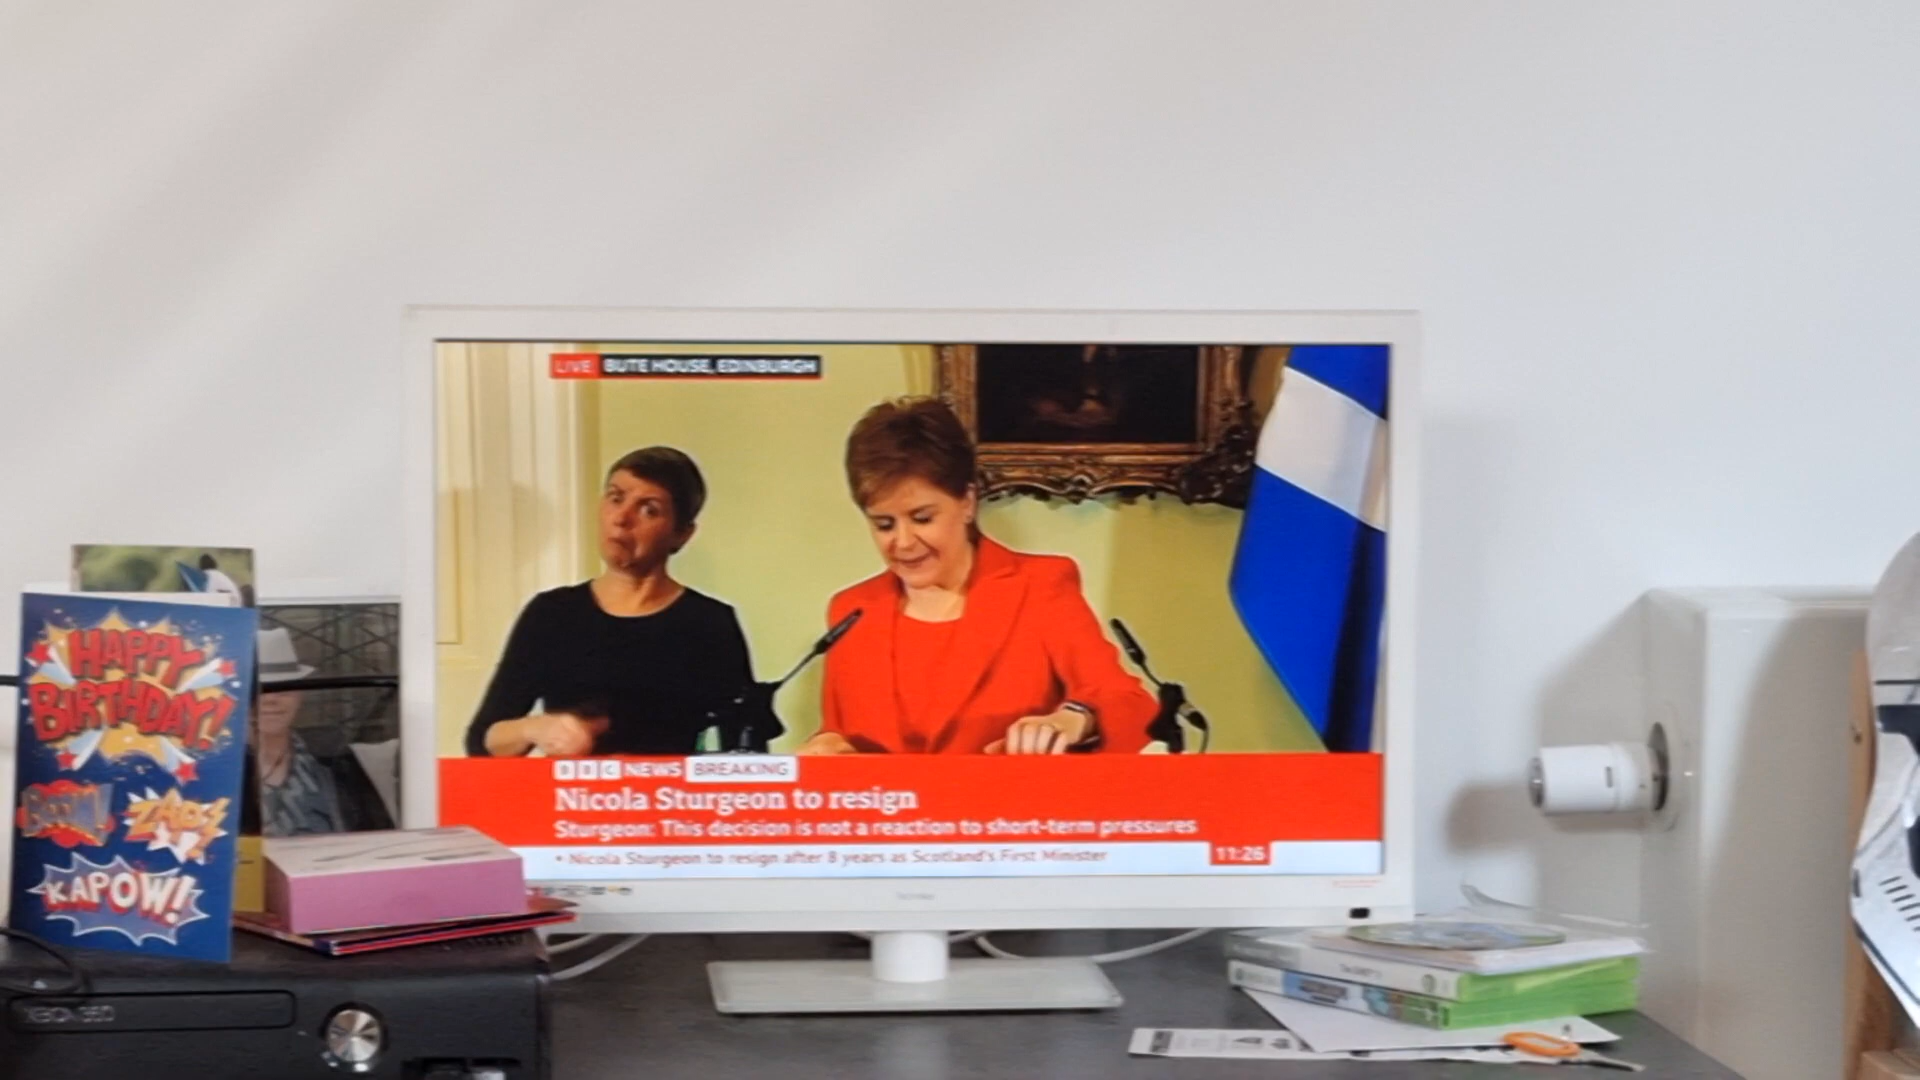 LIVE BUTE HOUSE, EDINBURGH
HAPPY
BIRTHDAY!
BOOM!
ZAP!
KAPOW!
BBC NEWS BREAKING
Nicola Sturgeon to resign
Sturgeon: This decision is not a reaction to short-term pressures
• Nicola Sturgeon to resign after 8 years as Scotland's First Minister
11:26
XBOX 360